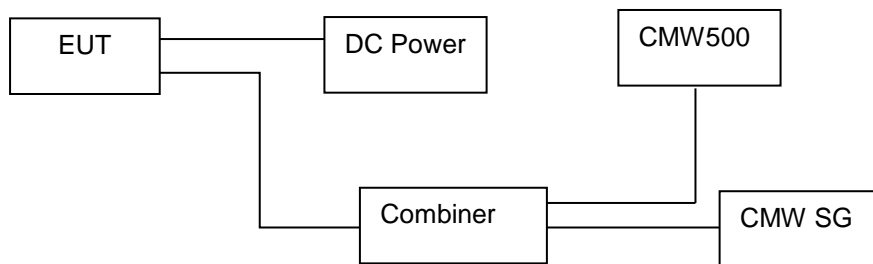 EUT
DC Power
CMW500
Combiner
CMW SG